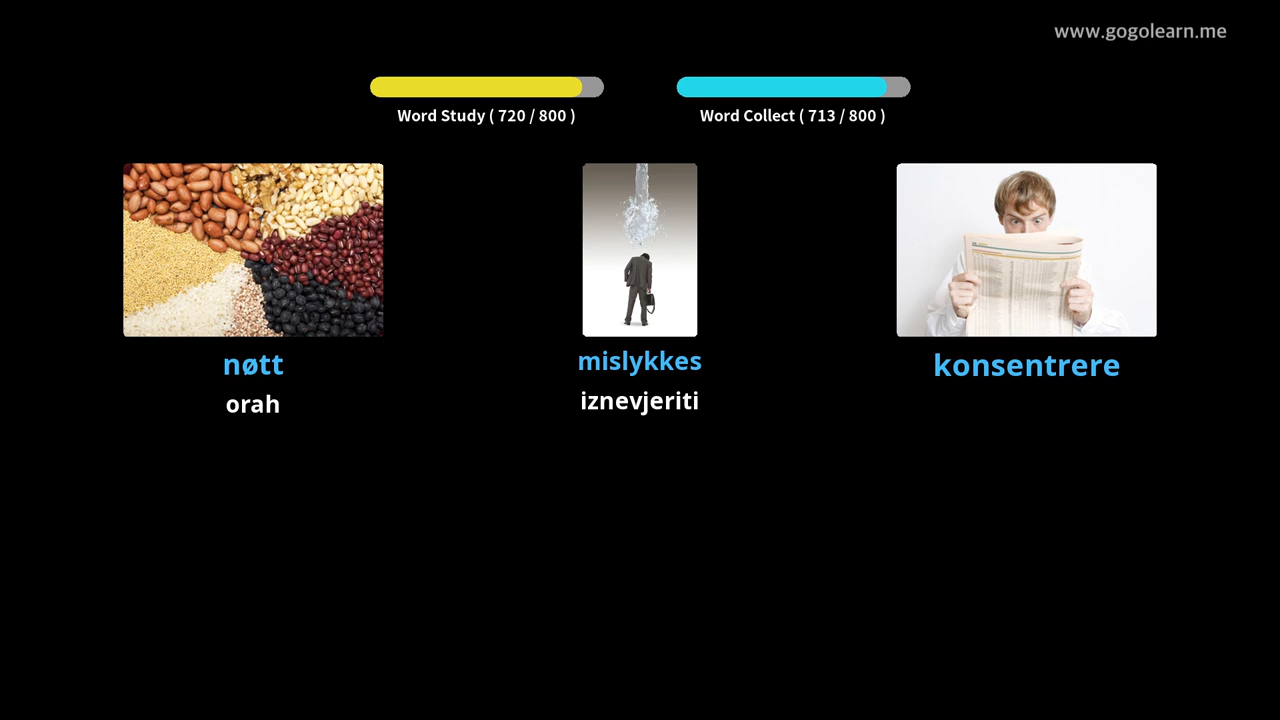 www.gogolearn.me
Word Study ( 720 / 800 )
Word Collect ( 713 / 800 )
nøtt
mislykkes
konsentrere
orah
iznevjeriti